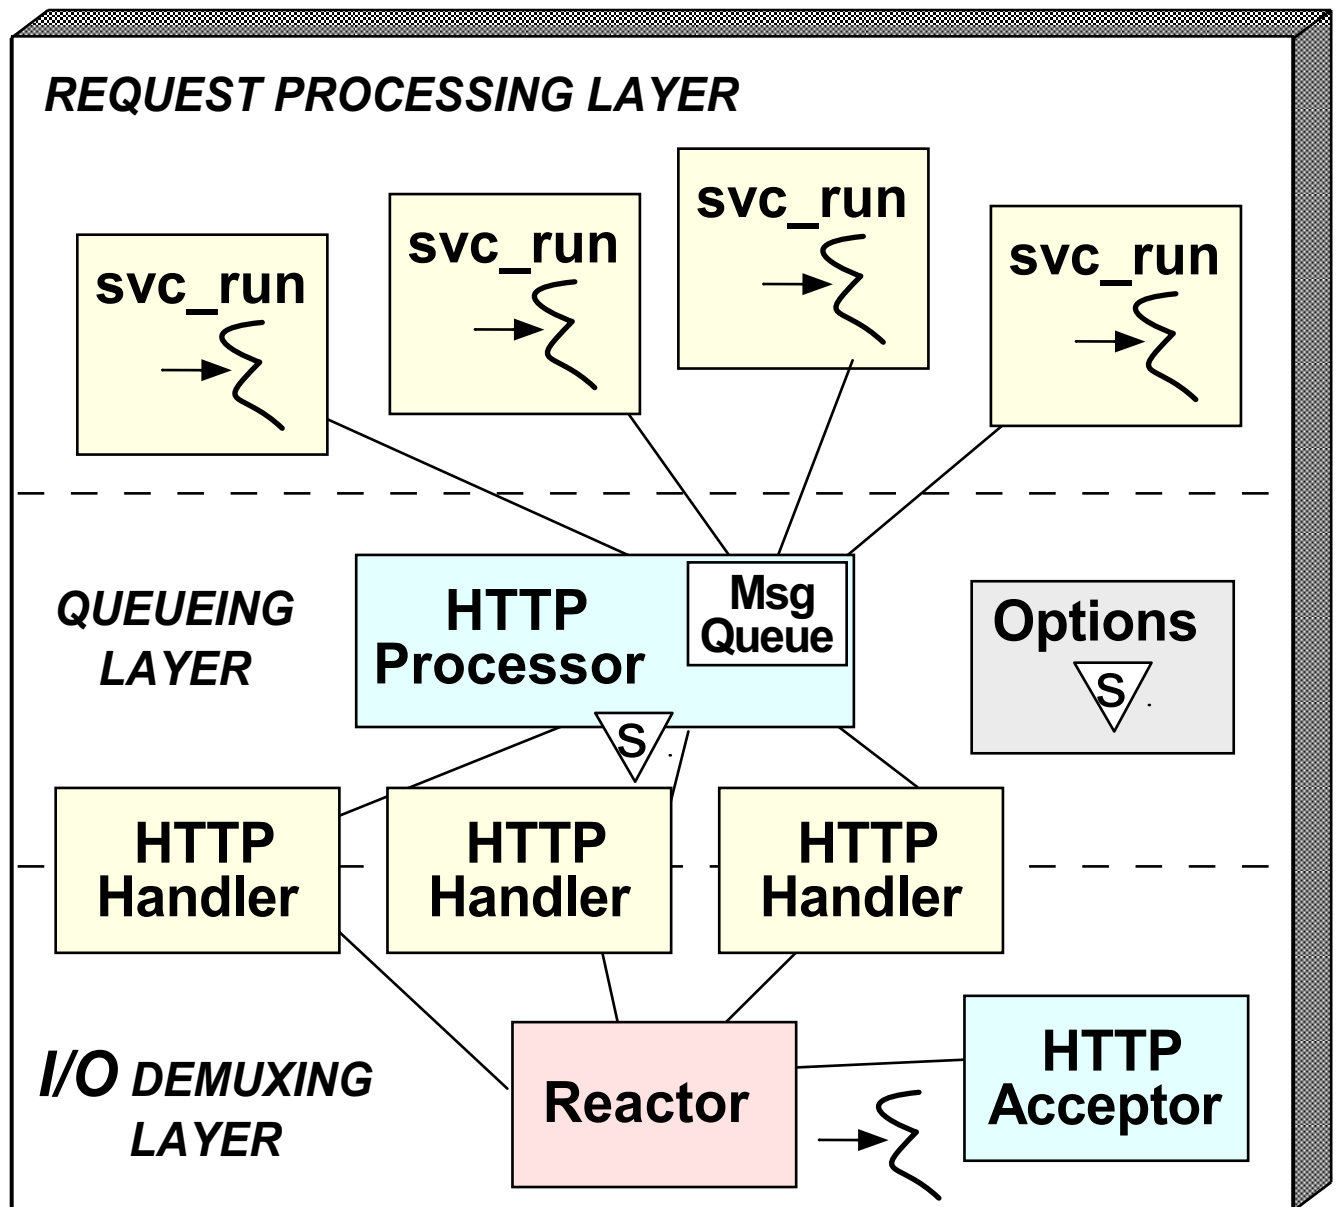 REQUEST PROCESSING LAYER
svc_run
svc_run
svc_run
svc_run
QUEUEING
LAYER
HTTP
Processor
Msg
Queue
S
Options
S
HTTP
Handler
HTTP
Handler
HTTP
Handler
I/O DEMUXING
LAYER
Reactor
HTTP
Acceptor